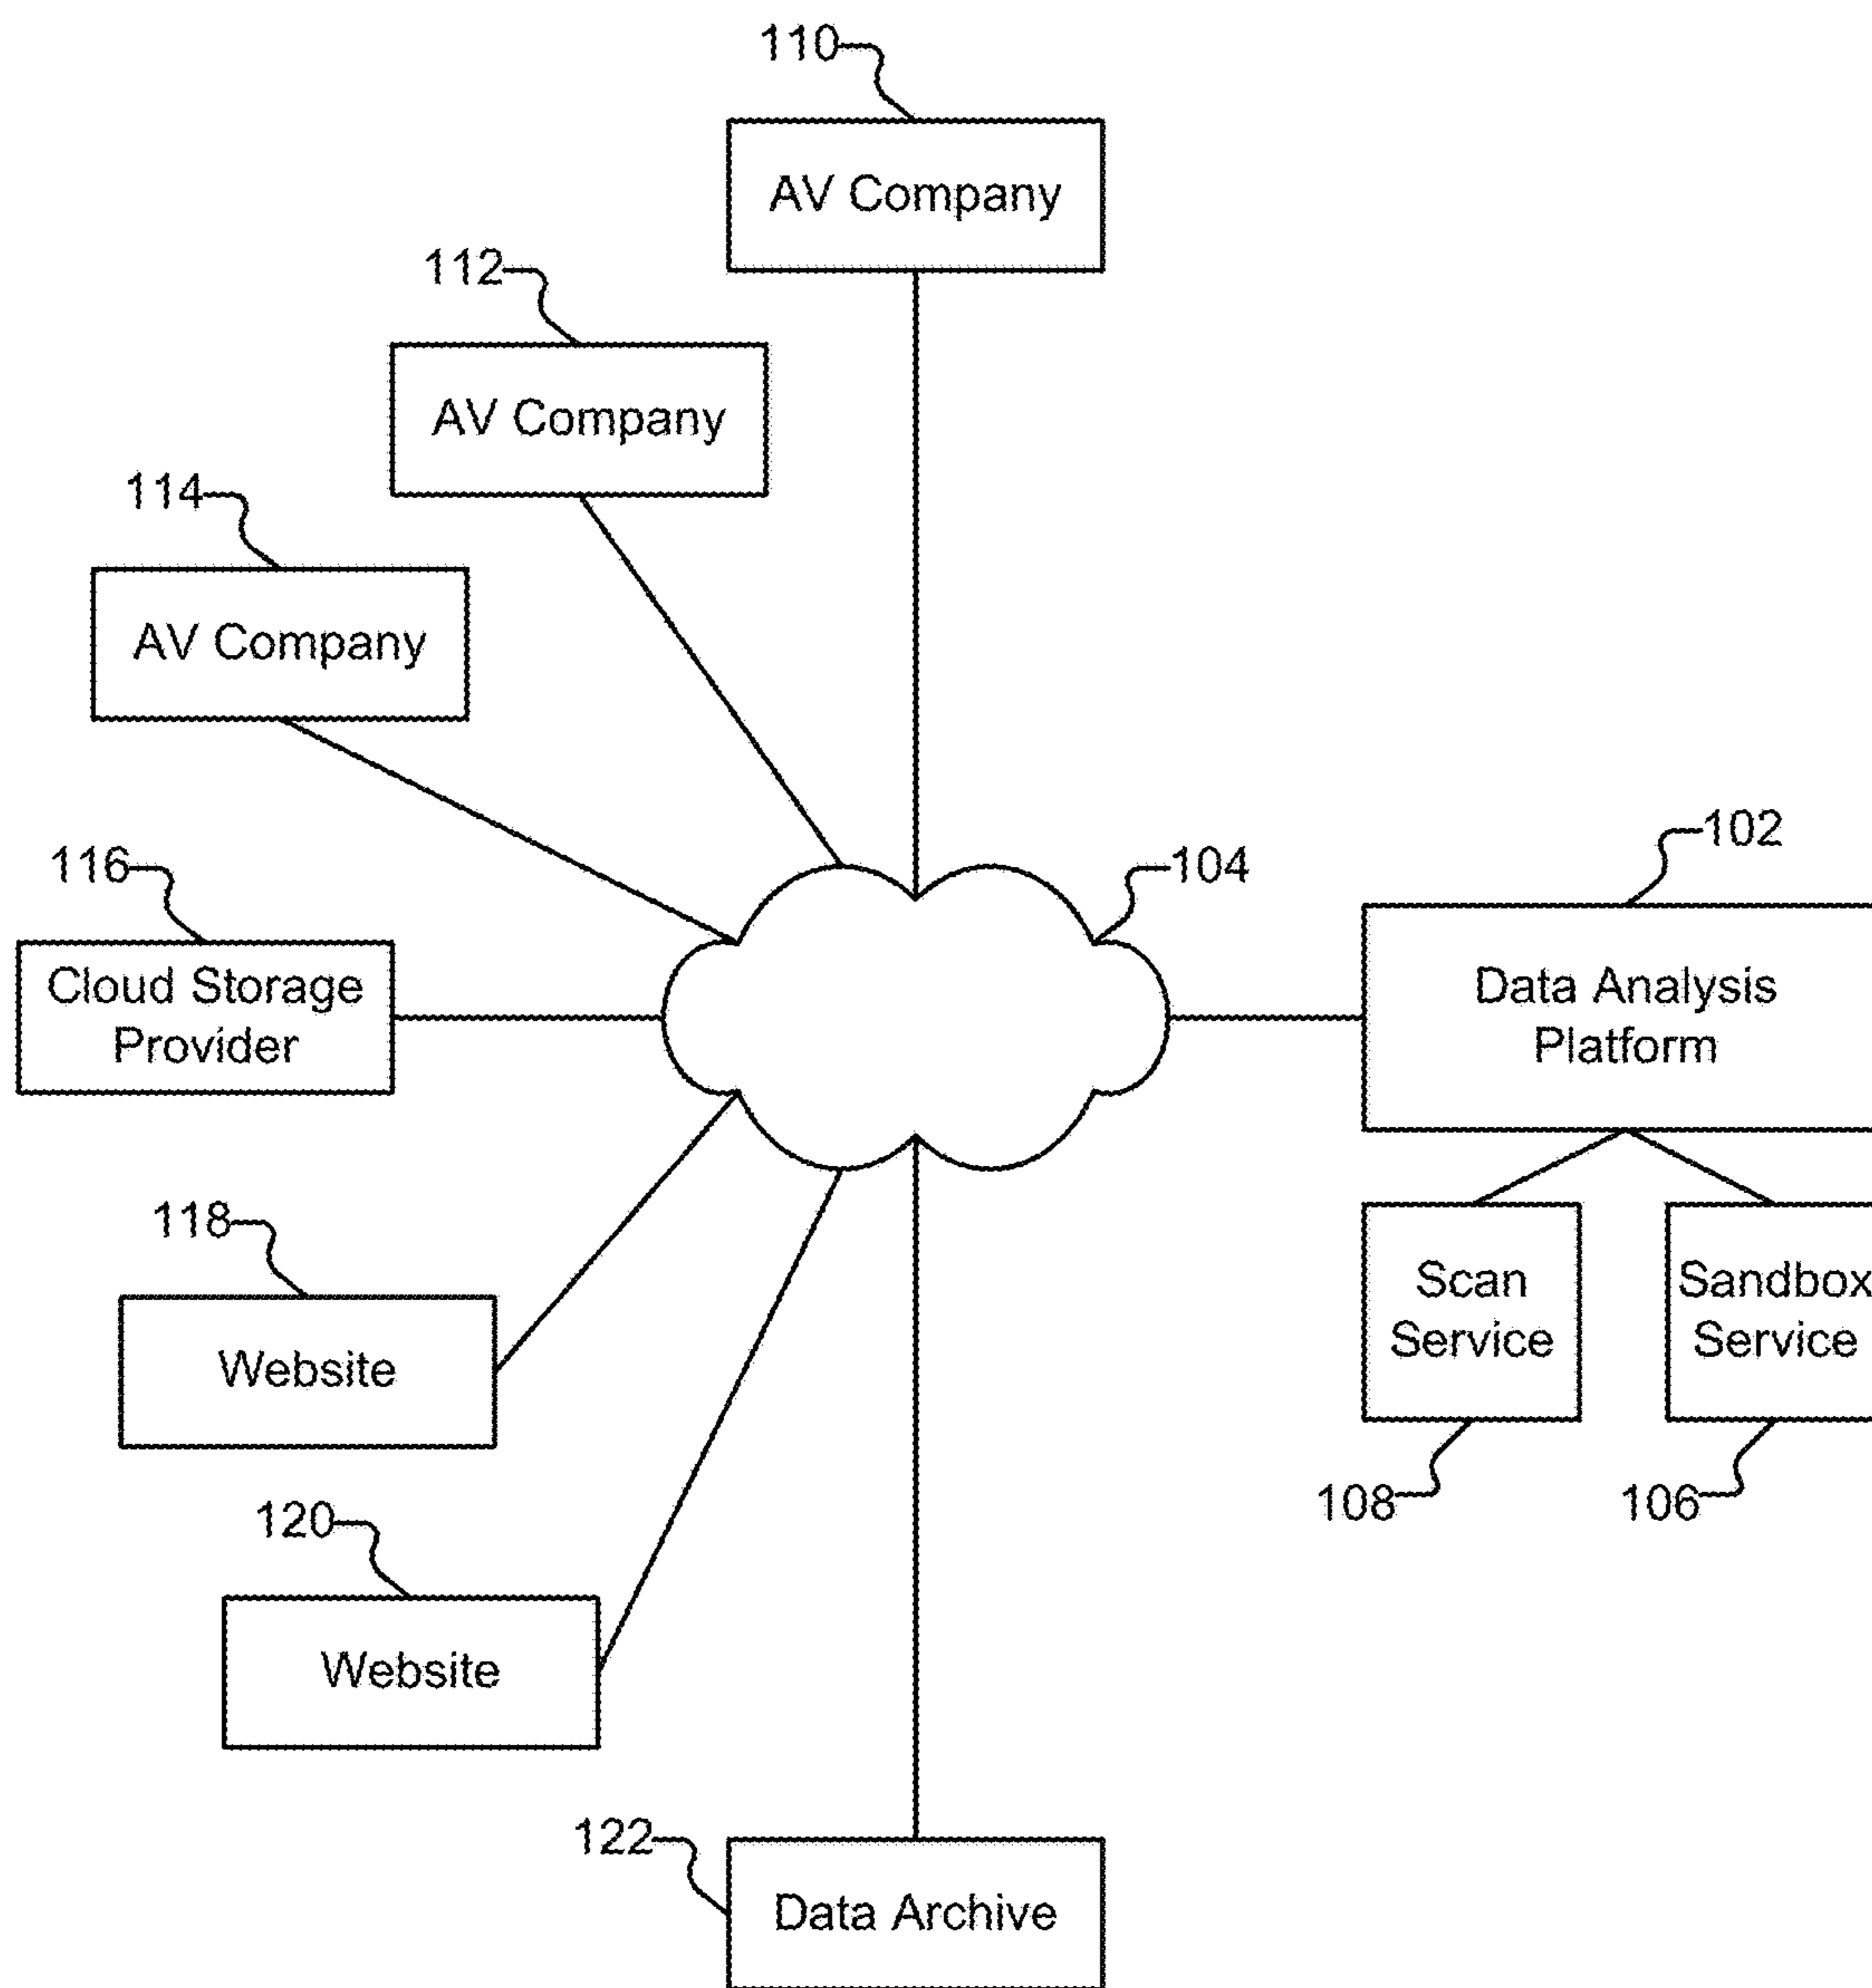 110
AV Company
112
AV Company
114
AV Company
116
Cloud Storage
Provider
104
102
Data Analysis
Platform
118
Website
Scan
Service
Sandbox
Service
108
106
120
Website
122
Data Archive